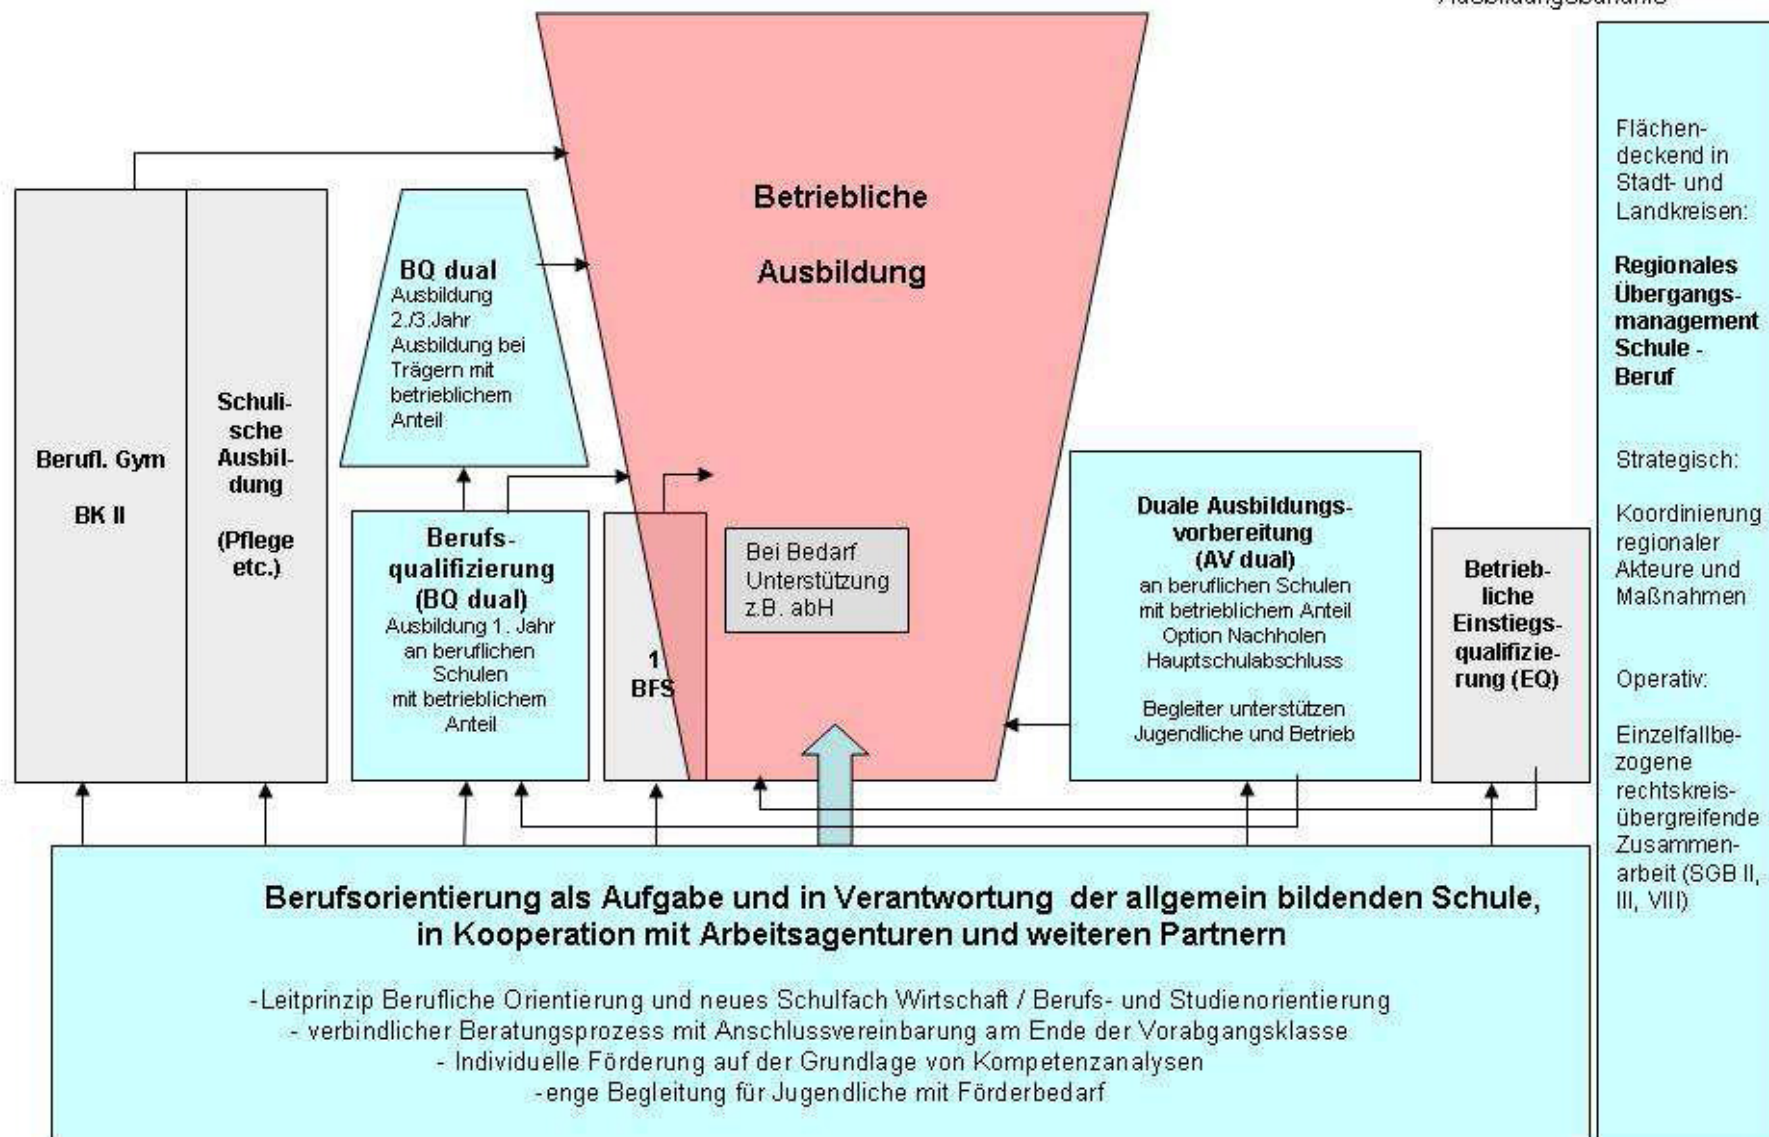 Ausbildungsbündnis
Betriebliche
Ausbildung
Berufl. Gym
BK II
Schuli-
sche
Ausbil-
dung
(Pflege
etc.)
BQ dual
Ausbildung
2./3.Jahr
Ausbildung bei
Trägern mit
betrieblichem
Anteil
Berufs-
qualifizierung
(BQ dual)
Ausbildung 1. Jahr
an beruflichen
Schulen
mit betrieblichem
Anteil
1
BFS
Bei Bedarf
Unterstützung
z.B. abH
Duale Ausbildungs-
vorbereitung
(AV dual)
an beruflichen Schulen
mit betrieblichem Anteil
Option Nachholen
Hauptschulabschluss
Begleiter unterstützen
Jugendliche und Betrieb
Betrieb-
liche
Einstiegs-
qualifizie-
rung (EQ)
Flächen-
deckend in
Stadt- und
Landkreisen:
Regionales
Übergangs-
management
Schule -
Beruf
Strategisch:
Koordinierung
regionaler
Akteure und
Maßnahmen
Operativ:
Einzelfallbe-
zogene
rechtskreis-
übergreifende
Zusammen-
arbeit (SGB II,
III, VIII)
Berufsorientierung als Aufgabe und in Verantwortung der allgemein bildenden Schule,
in Kooperation mit Arbeitsagenturen und weiteren Partnern
-Leitprinzip Berufliche Orientierung und neues Schulfach Wirtschaft / Berufs- und Studienorientierung
- verbindlicher Beratungsprozess mit Anschlussvereinbarung am Ende der Vorabgangsklasse
- Individuelle Förderung auf der Grundlage von Kompetenzanalysen
-enge Begleitung für Jugendliche mit Förderbedarf